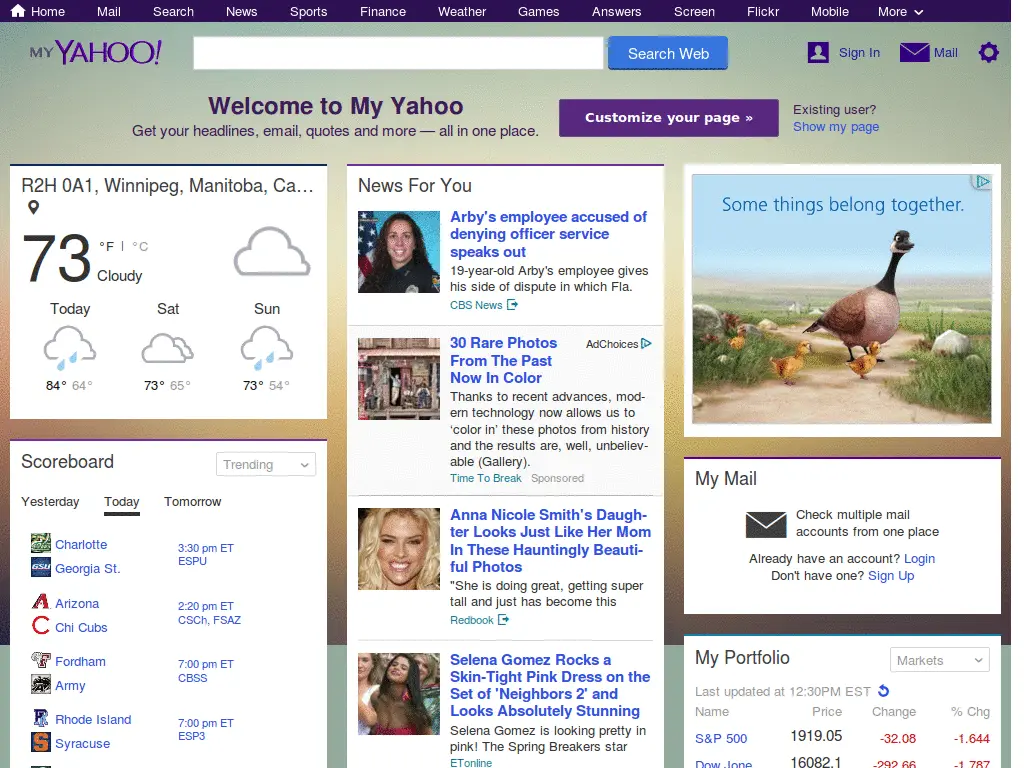 Home Mail Search News Sports Finance Weather Games Answers Screen Flickr Mobile More
MY YAHOO!
Search Web
Sign In
Mail
Welcome to My Yahoo
Get your headlines, email, quotes and more — all in one place.
Customize your page »
Existing user?
Show my page
R2H 0A1, Winnipeg, Manitoba, Ca…
73 °F | °C
Cloudy
Today Sat Sun
84° 64° 73° 65° 73° 54°
Scoreboard
Trending
Yesterday Today Tomorrow
Charlotte
Georgia St.
3:30 pm ET
ESPU
Arizona
Chi Cubs
2:20 pm ET
CSCh, FSAZ
Fordham
Army
7:00 pm ET
CBSS
Rhode Island
Syracuse
7:00 pm ET
ESP3
News For You
Arby's employee accused of
denying officer service
speaks out
19-year-old Arby's employee gives
his side of dispute in which Fla.
CBS News
30 Rare Photos
From The Past
Now In Color
AdChoices
Thanks to recent advances, mod-
ern technology now allows us to
‘color in’ these photos from history
and the results are, well, unbeliev-
able (Gallery).
Time To Break Sponsored
Anna Nicole Smith's Daugh-
ter Looks Just Like Her Mom
In These Hauntingly Beauti-
ful Photos
"She is doing great, getting super
tall and just has become this
Redbook
Selena Gomez Rocks a
Skin-Tight Pink Dress on the
Set of 'Neighbors 2' and
Looks Absolutely Stunning
Selena Gomez is looking pretty in
pink! The Spring Breakers star
ETonline
Some things belong together.
My Mail
Check multiple mail
accounts from one place
Already have an account? Login
Don't have one? Sign Up
My Portfolio
Markets
Last updated at 12:30PM EST
Name Price Change % Chg
S&P 500 1919.05 -32.08 -1.644
Dow Jone 16082.1 -292.66 -1.787